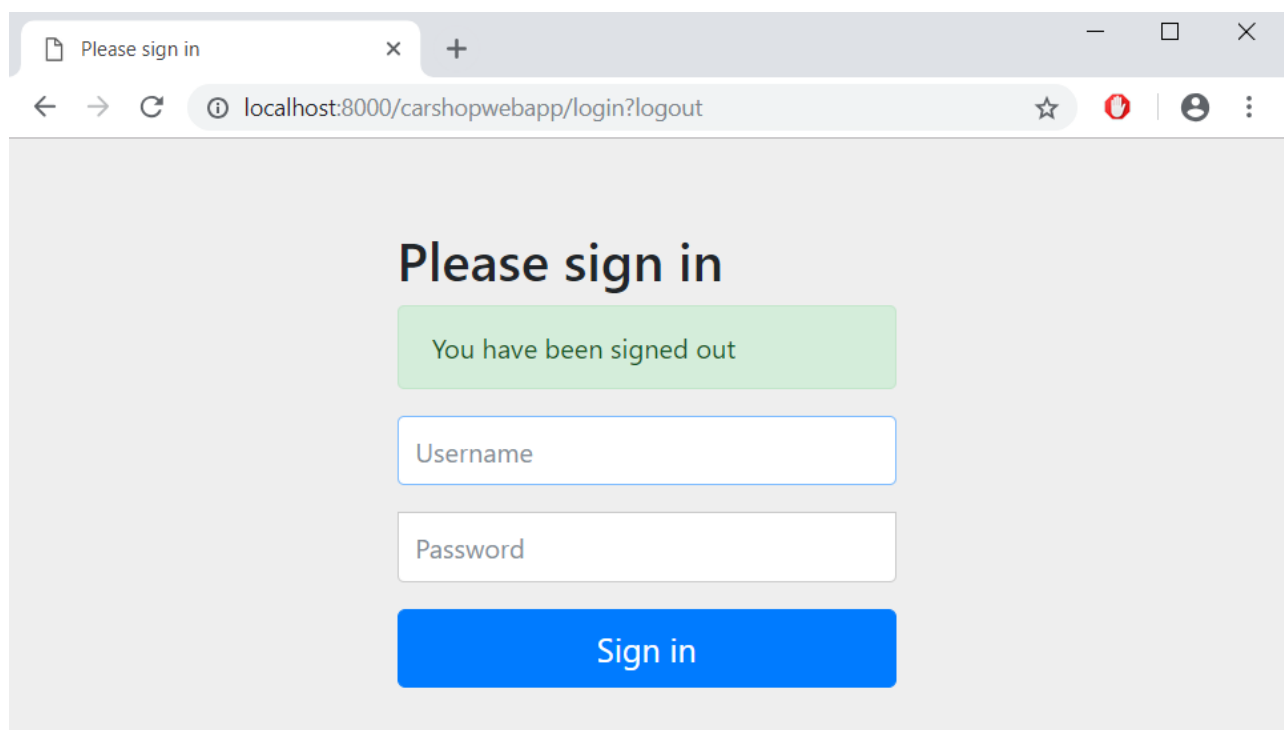 Please sign in
localhost:8000/carshopwebapp/login?logout
Please sign in
You have been signed out
Username
Password
Sign in